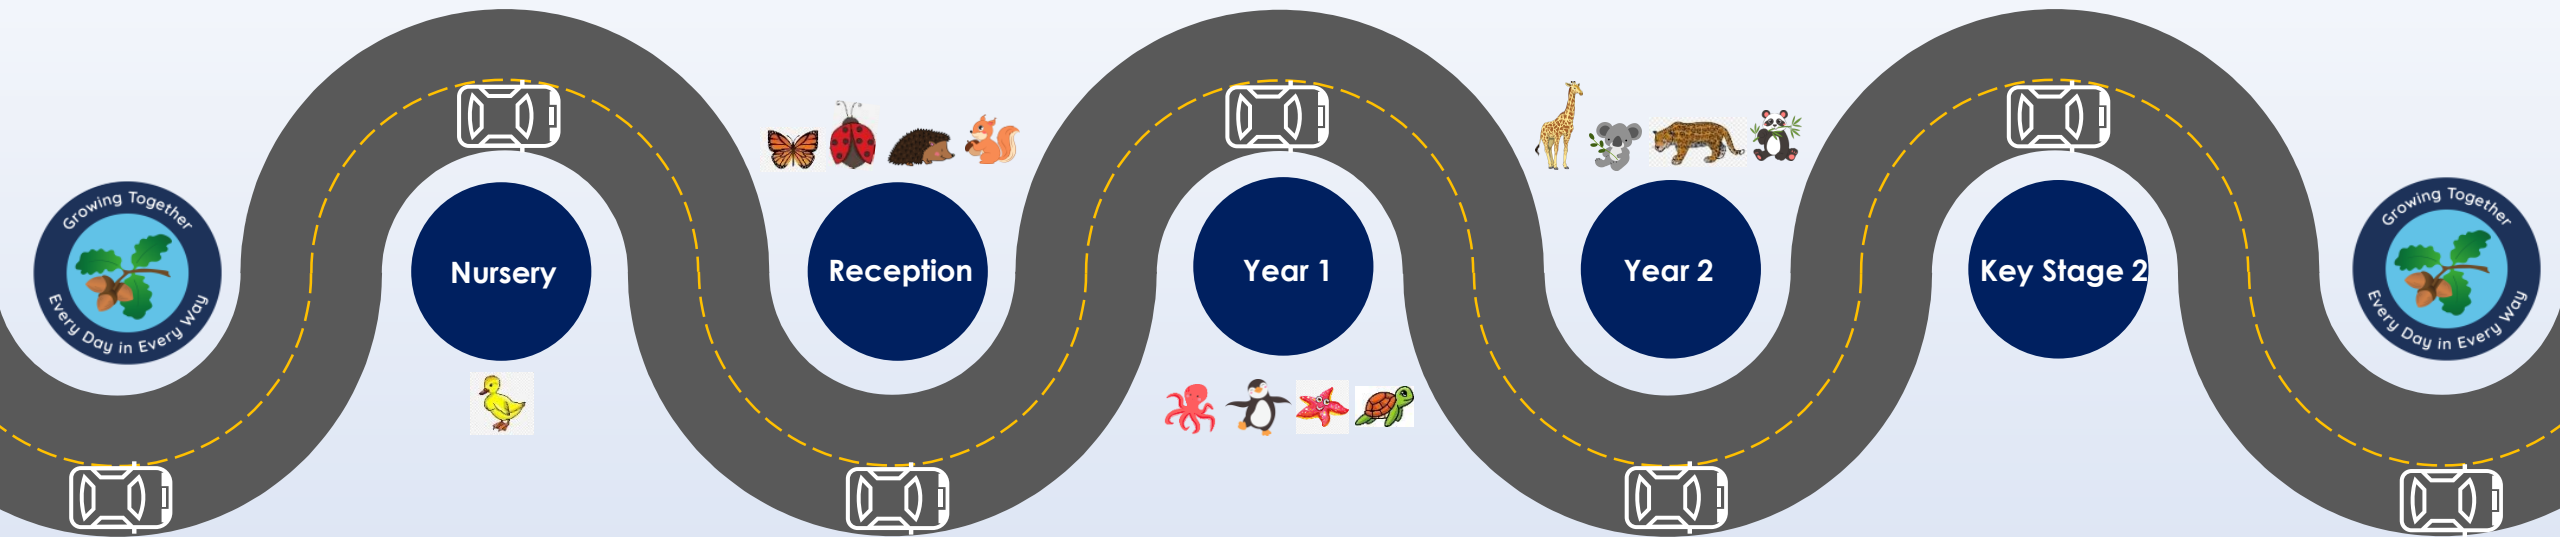 Growing Together
Every Day in Every Way
Nursery
Reception
Year 1
Year 2
Key Stage 2
Growing Together
Every Day in Every Way